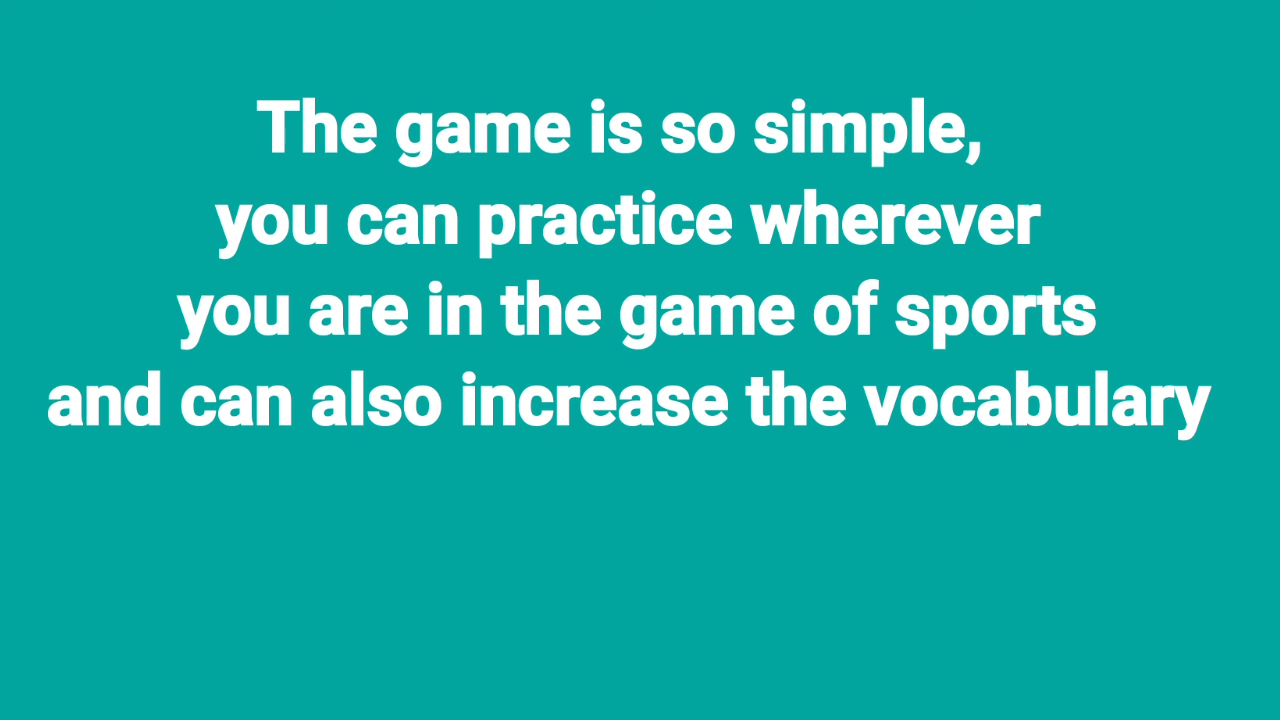 The game is so simple,
you can practice wherever
you are in the game of sports
and can also increase the vocabulary